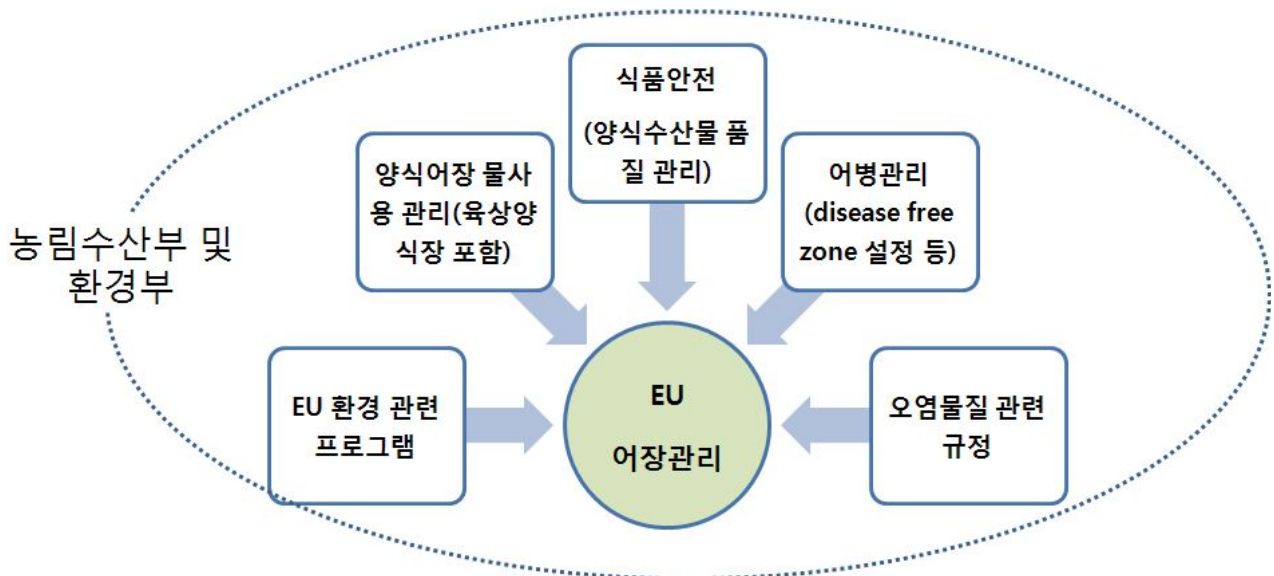 식품안전
(양식수산물 품
질 관리)
양식어장 물사
용 관리(육상양
식장 포함)
어병관리
(disease free
zone 설정 등)
농림수산부 및
환경부
EU 환경 관련
프로그램
EU
어장관리
오염물질 관련
규정